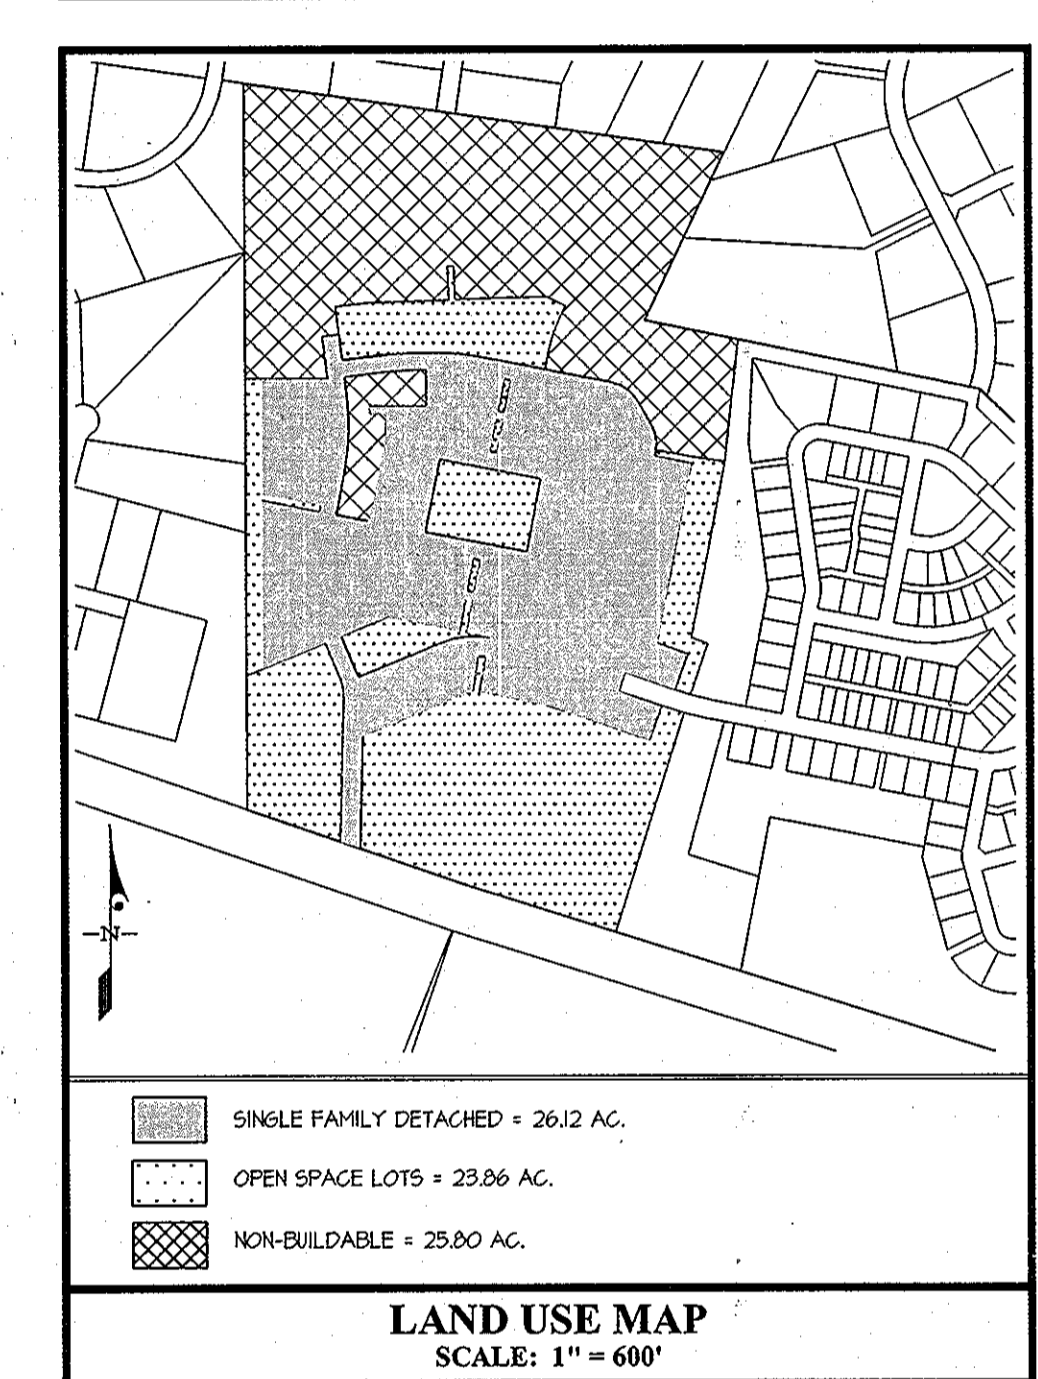 -N-
SINGLE FAMILY DETACHED = 26.12 AC.
OPEN SPACE LOTS = 23.86 AC.
NON-BUILDABLE = 25.80 AC.
LAND USE MAP
SCALE: 1" = 600'